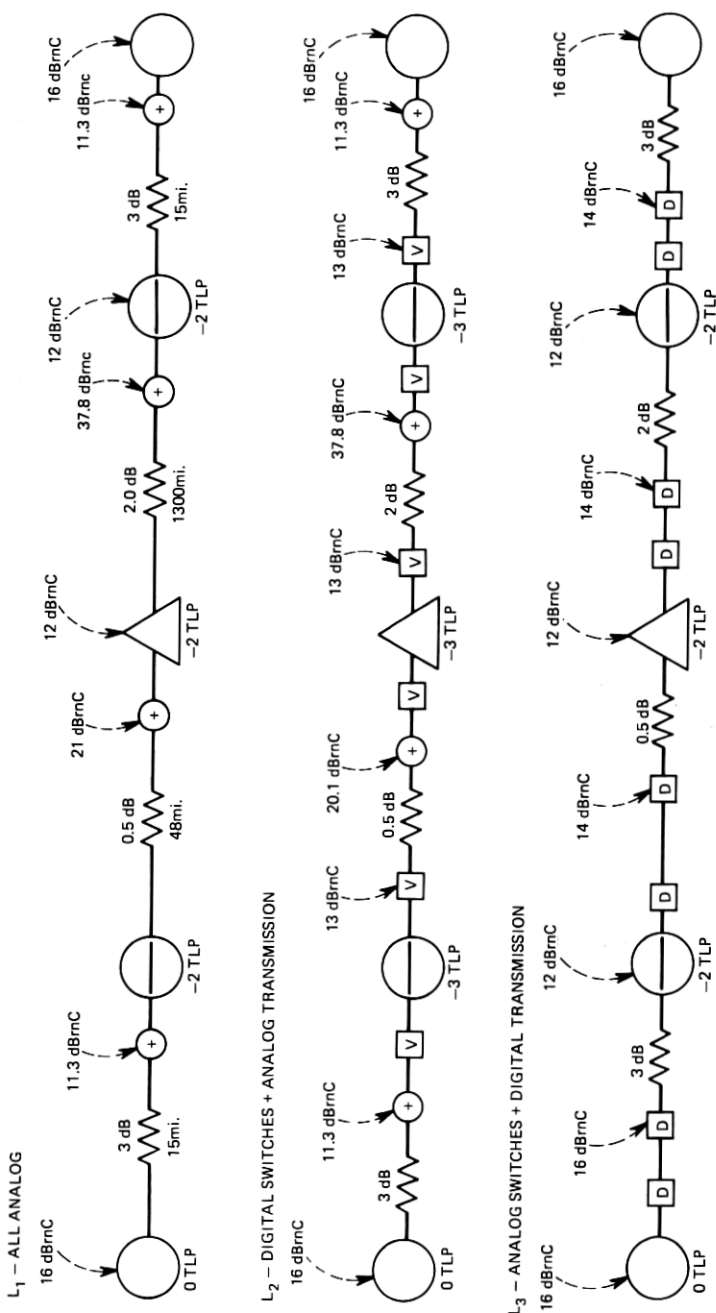 L1 – ALL ANALOG
16 dBrnC
11.3 dBrnC
21 dBrnC
12 dBrnC
37.8 dBrnc
12 dBrnC
11.3 dBrnc
16 dBrnC
3 dB
+
0.5 dB
+
2.0 dB
+
3 dB
+
0 TLP
15mi.
–2 TLP
48mi.
–2 TLP
1300mi.
–2 TLP
15mi.
L2 – DIGITAL SWITCHES + ANALOG TRANSMISSION
16 dBrnC
11.3 dBrnC
13 dBrnC
20.1 dBrnC
13 dBrnC
37.8 dBrnC
13 dBrnC
11.3 dBrnC
16 dBrnC
3 dB
+
V
V
0.5 dB
+
V
V
2 dB
+
V
V
3 dB
+
0 TLP
–3 TLP
–3 TLP
–3 TLP
L3 – ANALOG SWITCHES + DIGITAL TRANSMISSION
16 dBrnC
16 dBrnC
12 dBrnC
14 dBrnC
12 dBrnC
14 dBrnC
12 dBrnC
14 dBrnC
16 dBrnC
D
D
3 dB
D
D
0.5 dB
D
D
2 dB
D
D
3 dB
0 TLP
–2 TLP
–2 TLP
–2 TLP